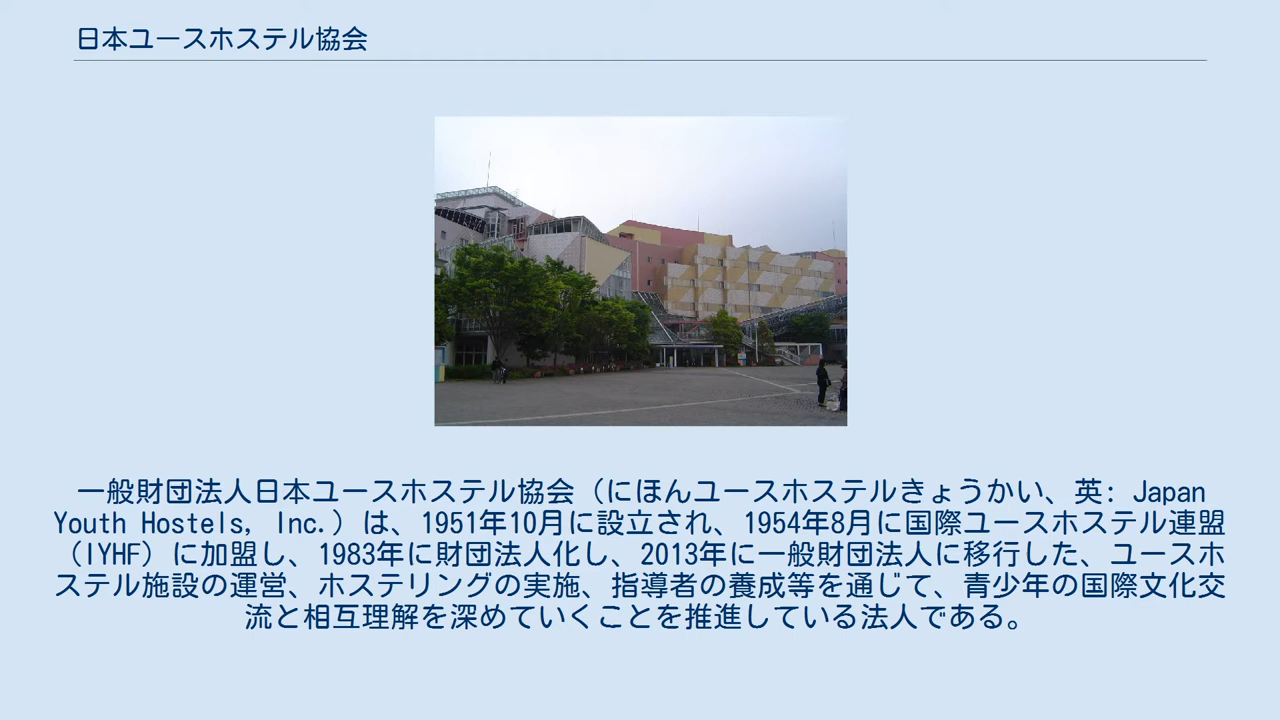 日本ユースホステル協会
一般財団法人日本ユースホステル協会（にほんユースホステルきょうかい、英: Japan
Youth Hostels, Inc.）は、1951年10月に設立され、1954年8月に国際ユースホステル連盟
（IYHF）に加盟し、1983年に財団法人化し、2013年に一般財団法人に移行した、ユースホ
ステル施設の運営、ホステリングの実施、指導者の養成等を通じて、青少年の国際文化交
流と相互理解を深めていくことを推進している法人である。